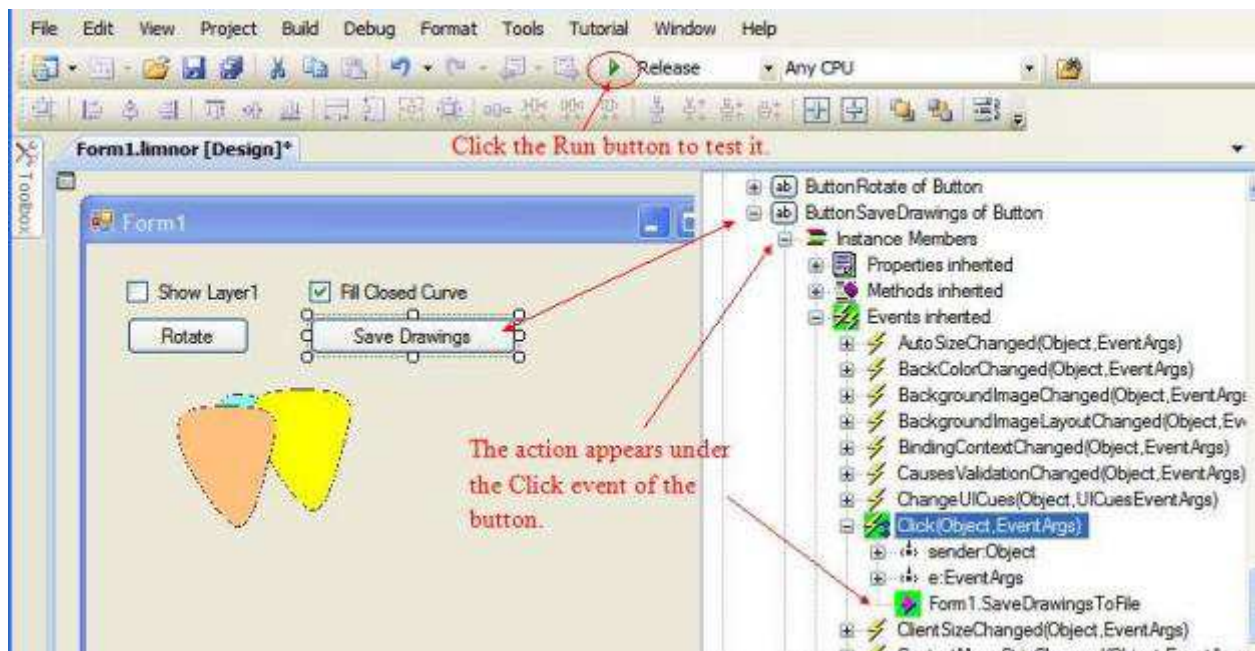 File Edit View Project Build Debug Format Tools Tutorial Window Help
Release Any CPU
Click the Run button to test it.
Toolbox
Form1.limnor [Design]*
Form1
Show Layer1 Fill Closed Curve
Rotate Save Drawings
The action appears under
the Click event of the
button.
ButtonRotate of Button
ButtonSaveDrawings of Button
Instance Members
Properties inherited
Methods inherited
Events inherited
AutoSizeChanged(Object,EventArgs)
BackColorChanged(Object,EventArgs)
BackgroundImageChanged(Object,EventArgs
BackgroundImageLayoutChanged(Object,Ev
BindingContextChanged(Object,EventArgs)
CausesValidationChanged(Object,EventArgs)
ChangeUICues(Object,UICuesEventArgs)
Click(Object,EventArgs)
sender:Object
e:EventArgs
Form1.SaveDrawingsToFile
ClientSizeChanged(Object,EventArgs)